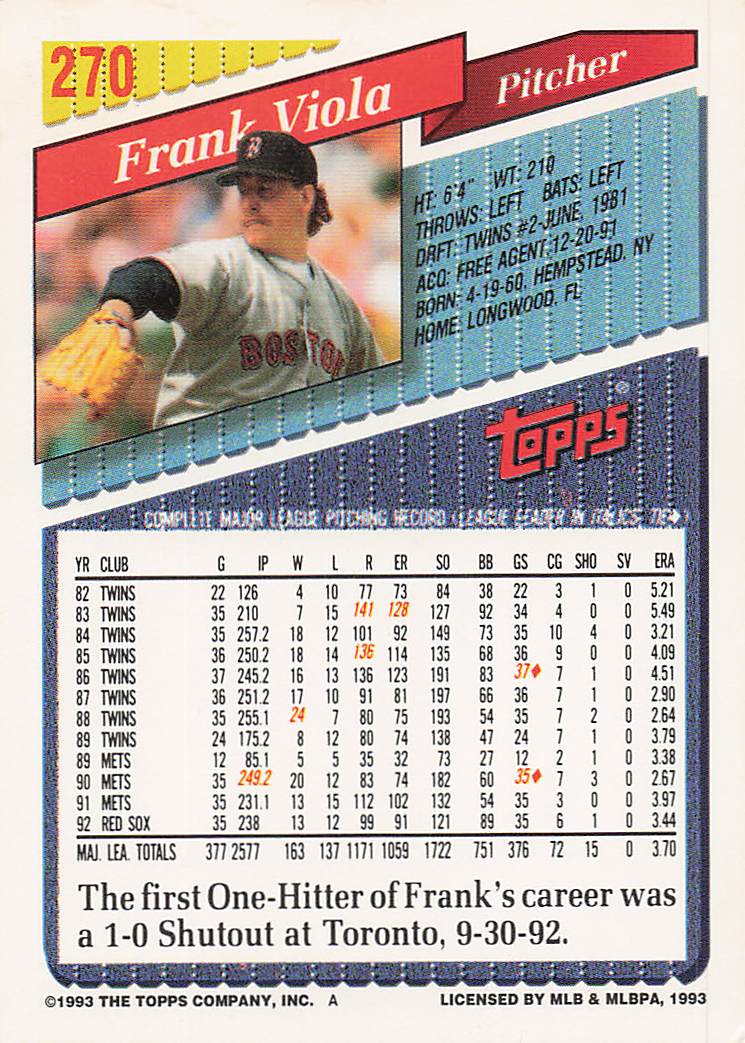 270
Frank Viola
Pitcher
B
BOSTON
HT: 6'4" WT: 210
THROWS: LEFT BATS: LEFT
DRFT: TWINS #2-JUNE, 1981
ACQ: FREE AGENT, 12-20-91
BORN: 4-19-60, HEMPSTEAD, NY
HOME: LONGWOOD, FL
topps®
COMPLETE MAJOR LEAGUE PITCHING RECORD (LEAGUE LEADER IN ITALICS, TIE♦)
YR CLUB G IP W L R ER SO BB GS CG SHO SV ERA
82 TWINS 22 126 4 10 77 73 84 38 22 3 1 0 5.21
83 TWINS 35 210 7 15 141 128 127 92 34 4 0 0 5.49
84 TWINS 35 257.2 18 12 101 92 149 73 35 10 4 0 3.21
85 TWINS 36 250.2 18 14 136 114 135 68 36 9 0 0 4.09
86 TWINS 37 245.2 16 13 136 123 191 83 37♦ 7 1 0 4.51
87 TWINS 36 251.2 17 10 91 81 197 66 36 7 1 0 2.90
88 TWINS 35 255.1 24 7 80 75 193 54 35 7 2 0 2.64
89 TWINS 24 175.2 8 12 80 74 138 47 24 7 1 0 3.79
89 METS 12 85.1 5 5 35 32 73 27 12 2 1 0 3.38
90 METS 35 249.2 20 12 83 74 182 60 35♦ 7 3 0 2.67
91 METS 35 231.1 13 15 112 102 132 54 35 3 0 0 3.97
92 RED SOX 35 238 13 12 99 91 121 89 35 6 1 0 3.44
MAJ. LEA. TOTALS 377 2577 163 137 1171 1059 1722 751 376 72 15 0 3.70
The first One-Hitter of Frank's career was
a 1-0 Shutout at Toronto, 9-30-92.
©1993 THE TOPPS COMPANY, INC. A LICENSED BY MLB & MLBPA, 1993